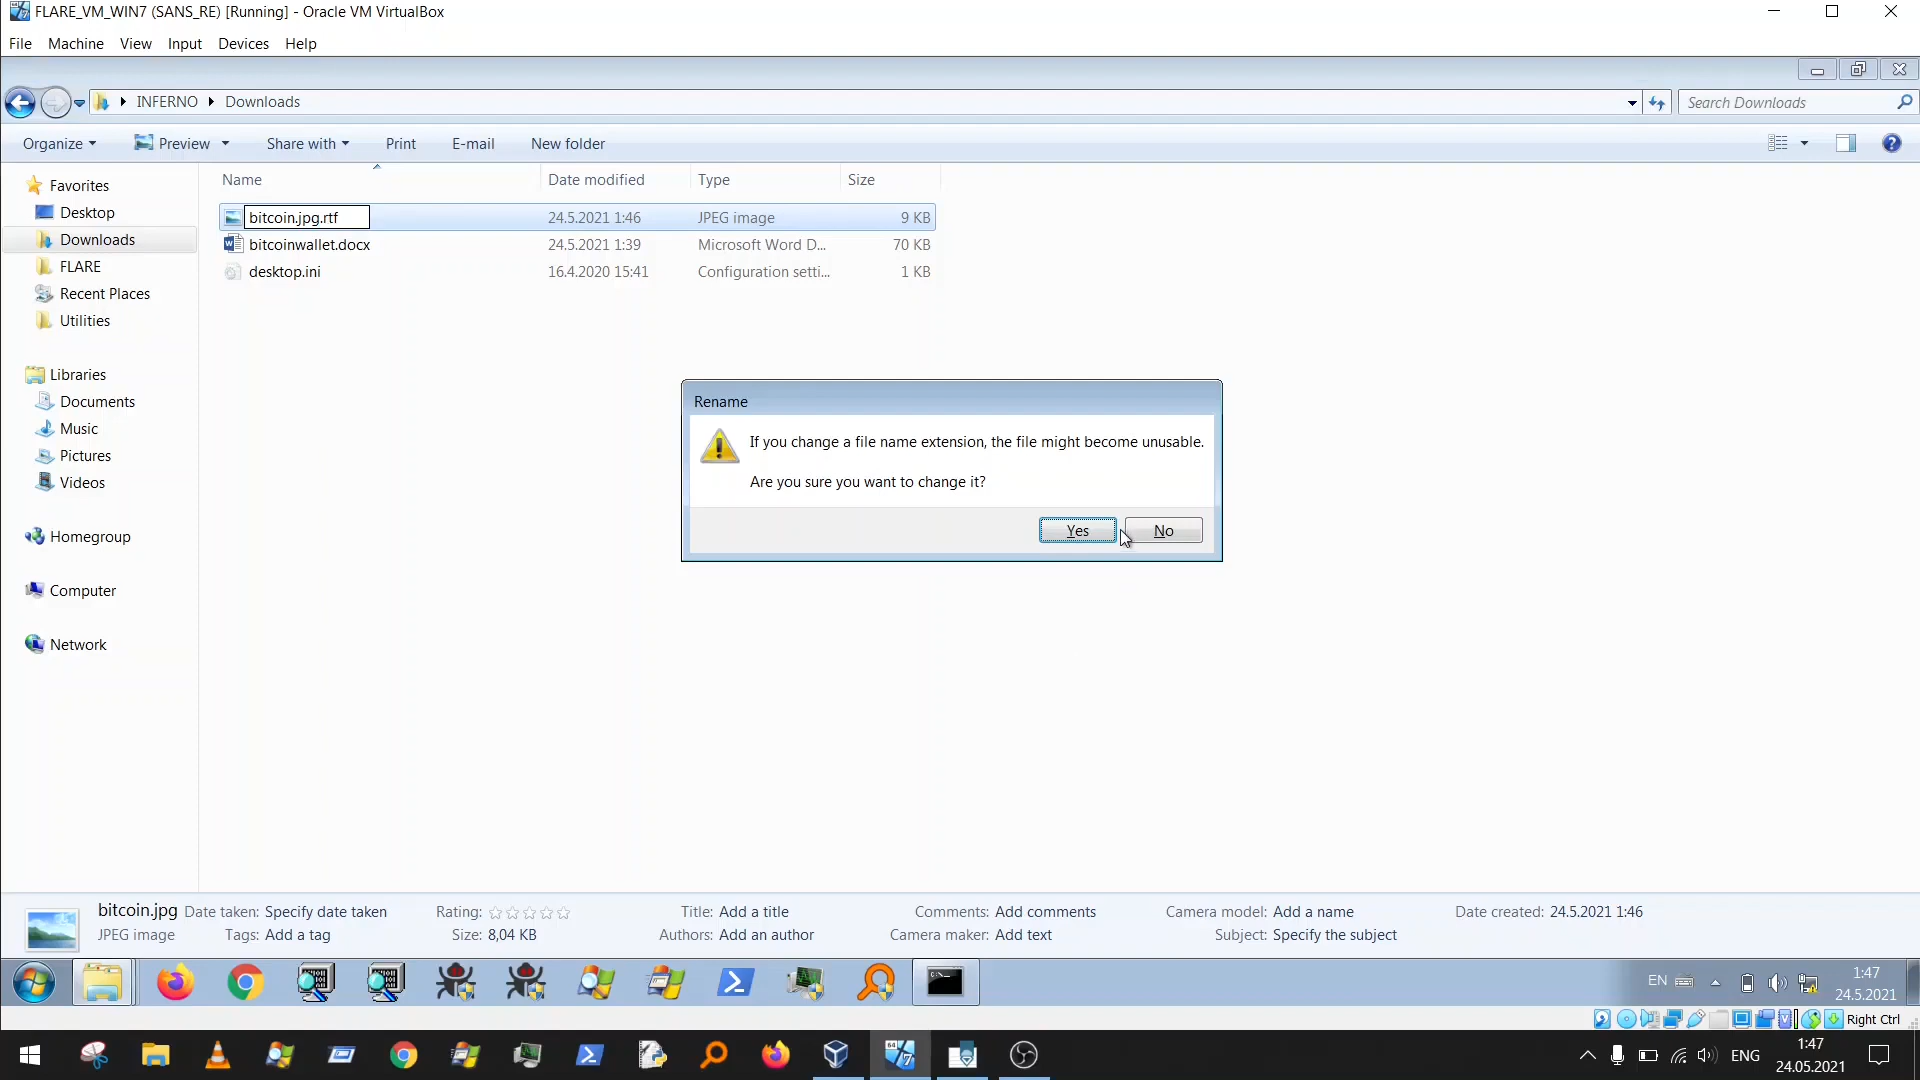 FLARE_VM_WIN7 (SANS_RE) [Running] - Oracle VM VirtualBox
File Machine View Input Devices Help
INFERNO Downloads
Search Downloads
Organize Preview Share with Print E-mail New folder
Name Date modified Type Size
Favorites
Desktop
Downloads
FLARE
Recent Places
Utilities
Libraries
Documents
Music
Pictures
Videos
Homegroup
Computer
Network
bitcoin.jpg.rtf 24.5.2021 1:46 JPEG image 9 KB
bitcoinwallet.docx 24.5.2021 1:39 Microsoft Word D... 70 KB
desktop.ini 16.4.2020 15:41 Configuration setti... 1 KB
Rename
If you change a file name extension, the file might become unusable.
Are you sure you want to change it?
Yes No
bitcoin.jpg Date taken: Specify date taken Rating: Title: Add a title Comments: Add comments Camera model: Add a name Date created: 24.5.2021 1:46
JPEG image Tags: Add a tag Size: 8,04 KB Authors: Add an author Camera maker: Add text Subject: Specify the subject
EN 1:47
24.5.2021
Right Ctrl
ENG 1:47
24.05.2021